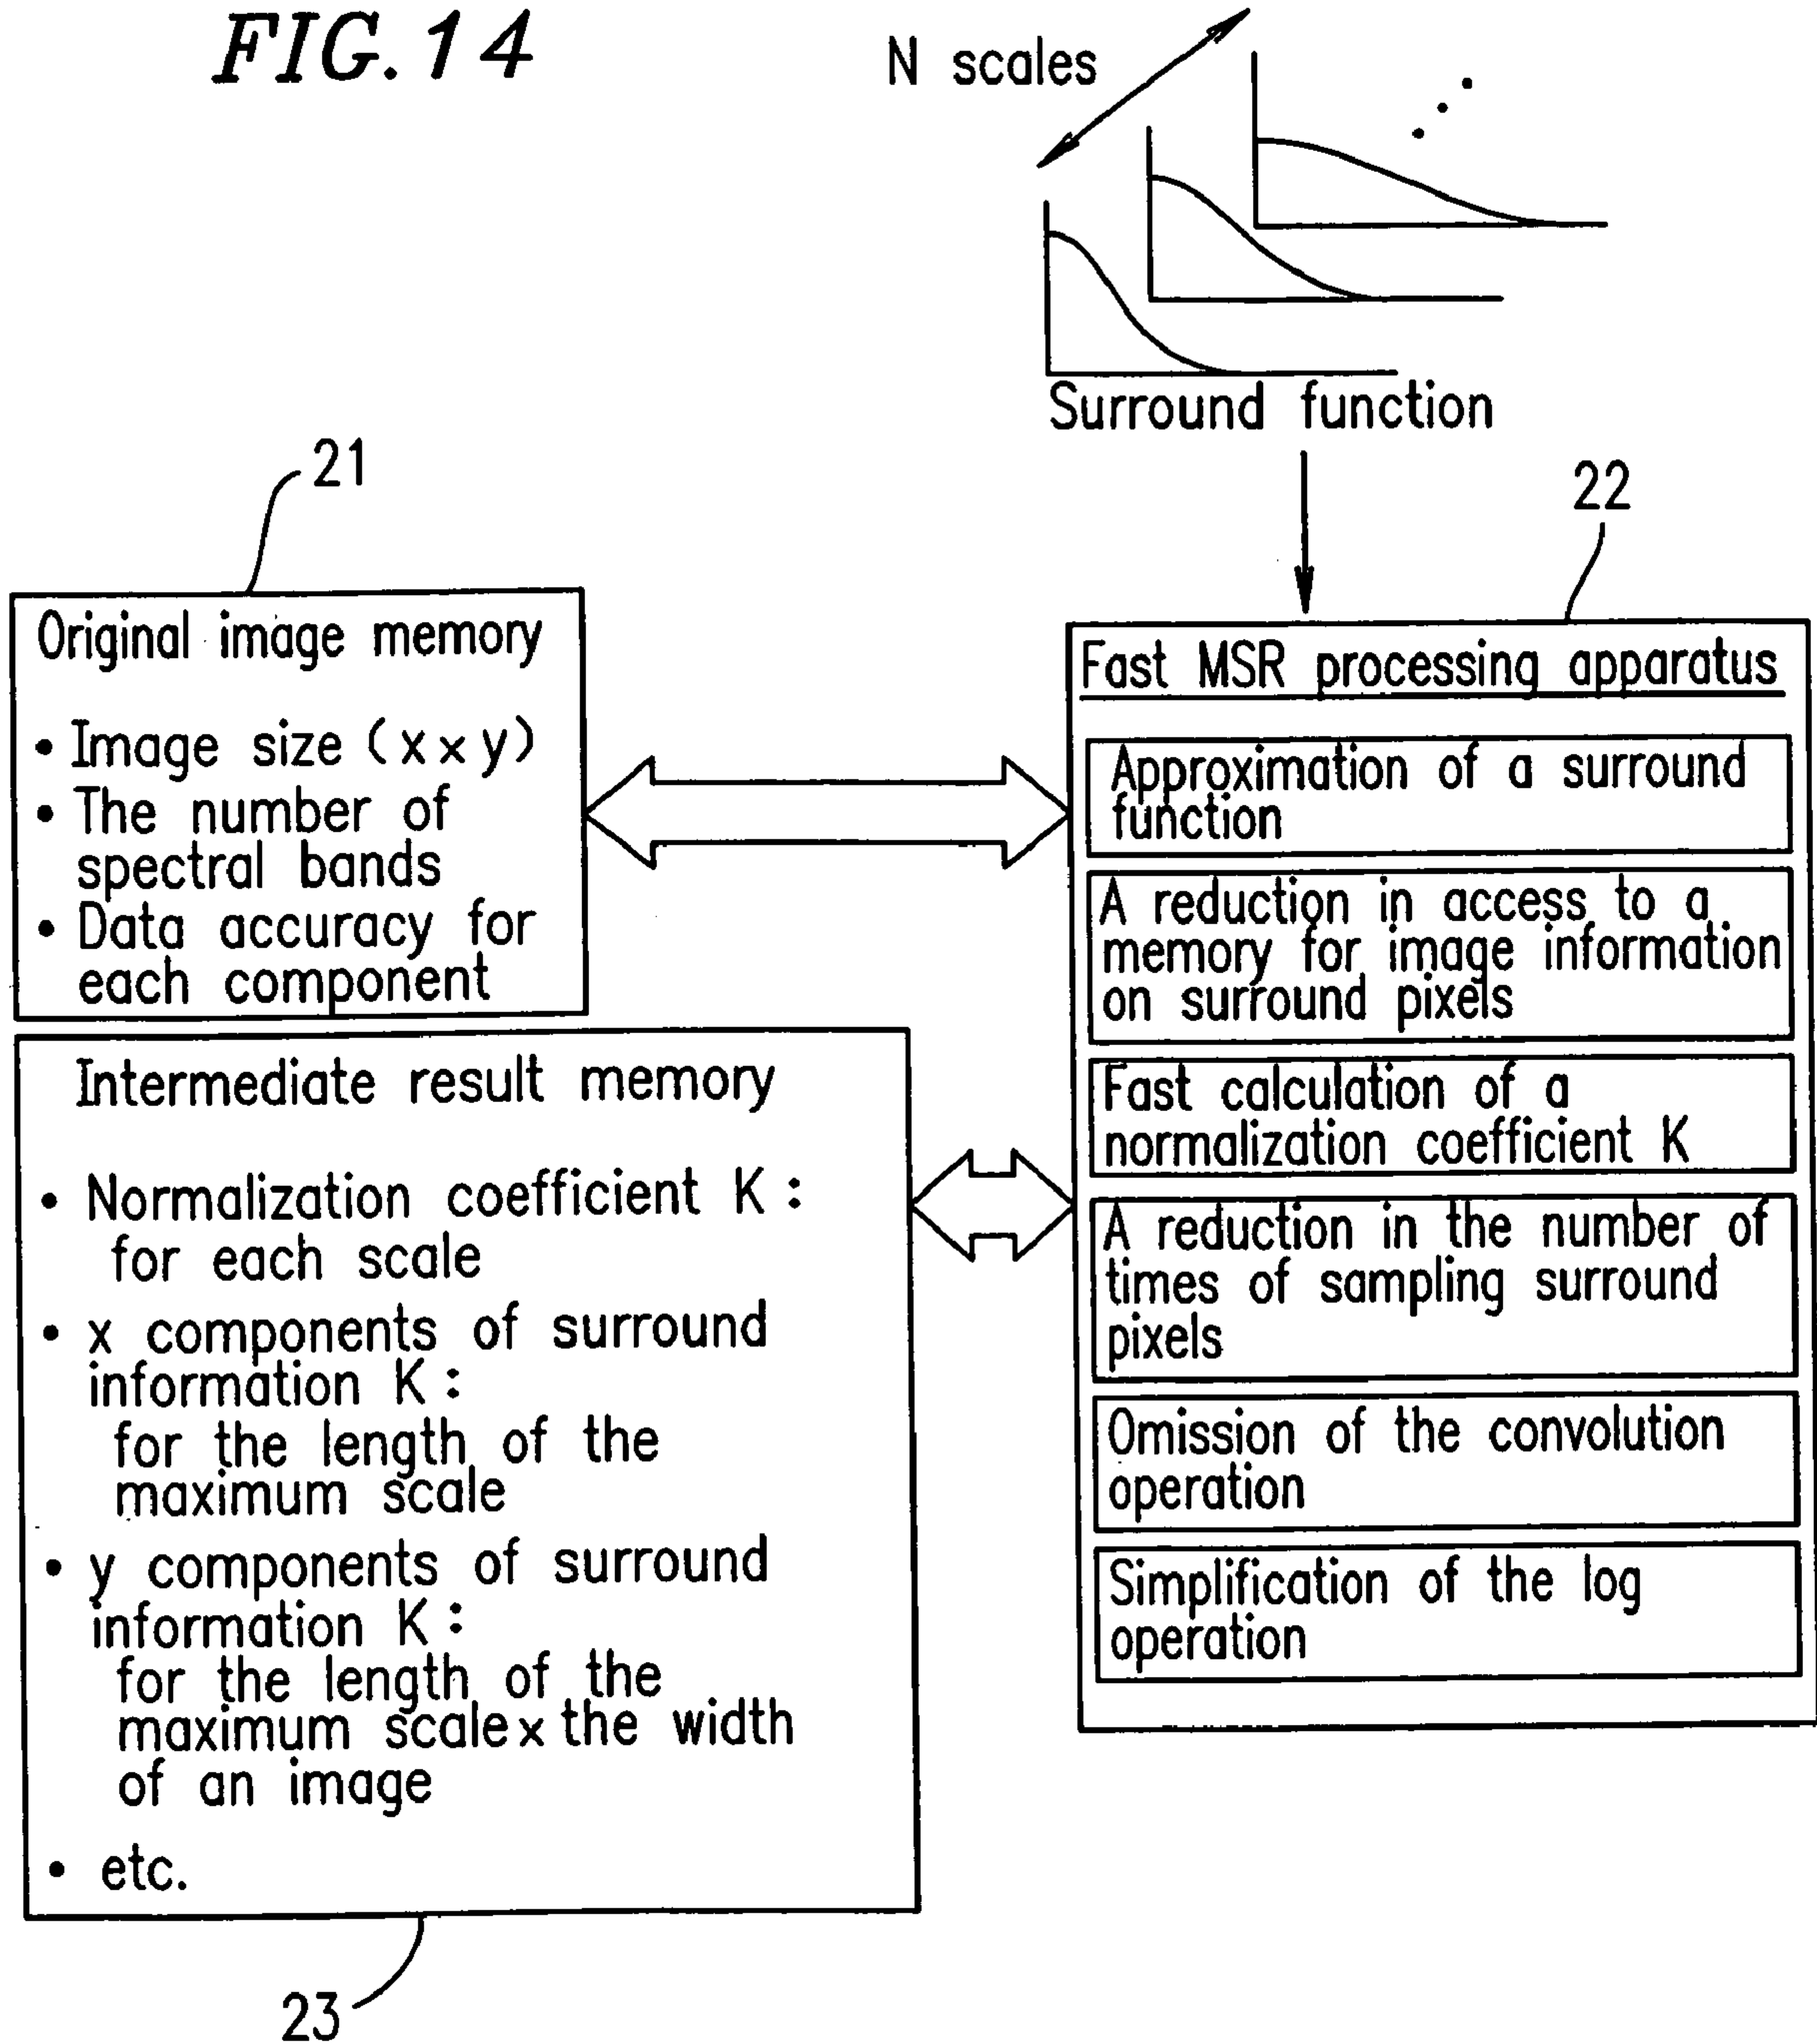 FIG. 14
N scales
Surround function
21
22
Original image memory
• Image size (x×y)
• The number of
spectral bands
• Data accuracy for
each component
Fast MSR processing apparatus
Approximation of a surround
function
A reduction in access to a
memory for image information
on surround pixels
Fast calculation of a
normalization coefficient K
A reduction in the number of
times of sampling surround
pixels
Omission of the convolution
operation
Simplification of the log
operation
Intermediate result memory
• Normalization coefficient K :
for each scale
• x components of surround
information K :
for the length of the
maximum scale
• y components of surround
information K :
for the length of the
maximum scale × the width
of an image
• etc.
23